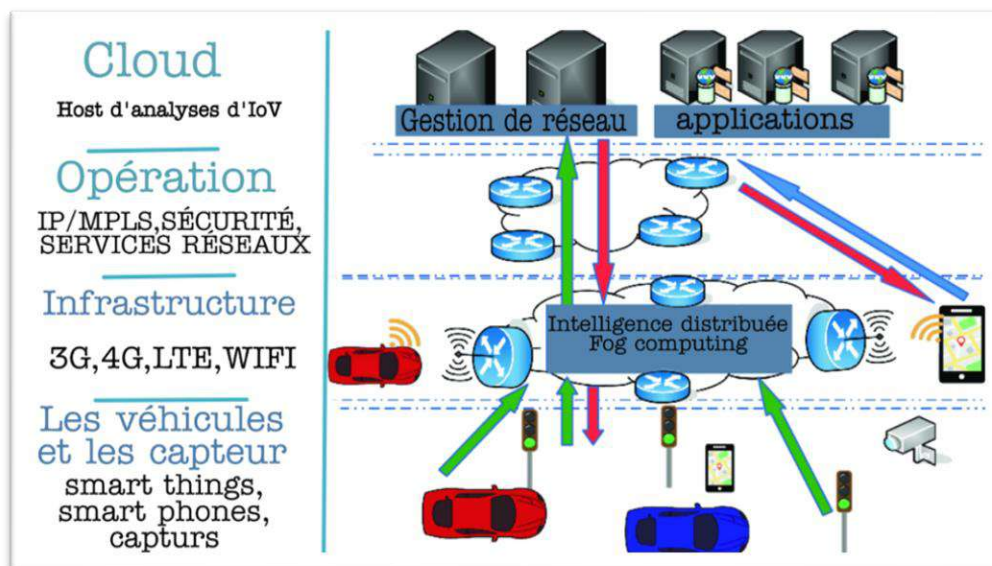 Cloud
Host d'analyses d'IoV
Opération
IP/MPLS,SÉCURITÉ,
SERVICES RÉSEAUX
Infrastructure
3G,4G,LTE,WIFI
Les véhicules
et les capteur
smart things,
smart phones,
capturs
Gestion de réseau
applications
Intelligence distribuée
Fog computing